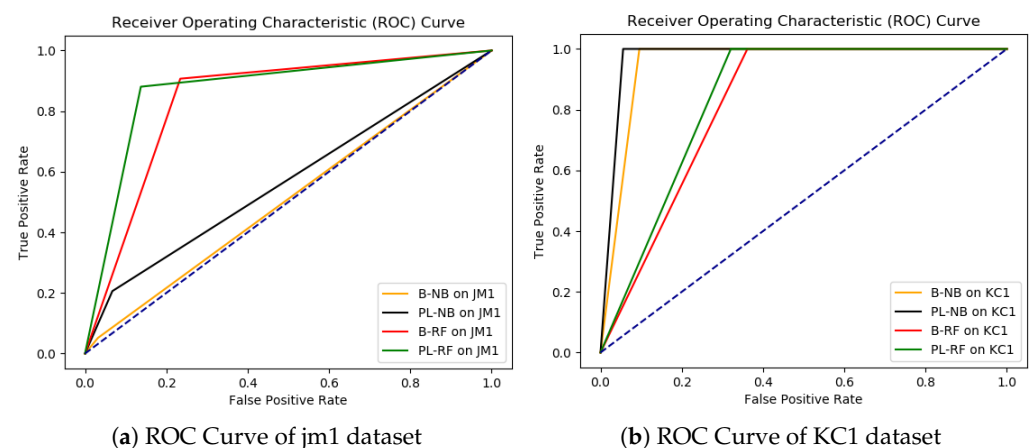 Receiver Operating Characteristic (ROC) Curve
True Positive Rate
1.0
0.8
0.6
0.4
0.2
0.0
B-NB on JM1
PL-NB on JM1
B-RF on JM1
PL-RF on JM1
0.0 0.2 0.4 0.6 0.8 1.0
False Positive Rate
(a) ROC Curve of jm1 dataset
Receiver Operating Characteristic (ROC) Curve
True Positive Rate
1.0
0.8
0.6
0.4
0.2
0.0
B-NB on KC1
PL-NB on KC1
B-RF on KC1
PL-RF on KC1
0.0 0.2 0.4 0.6 0.8 1.0
False Positive Rate
(b) ROC Curve of KC1 dataset